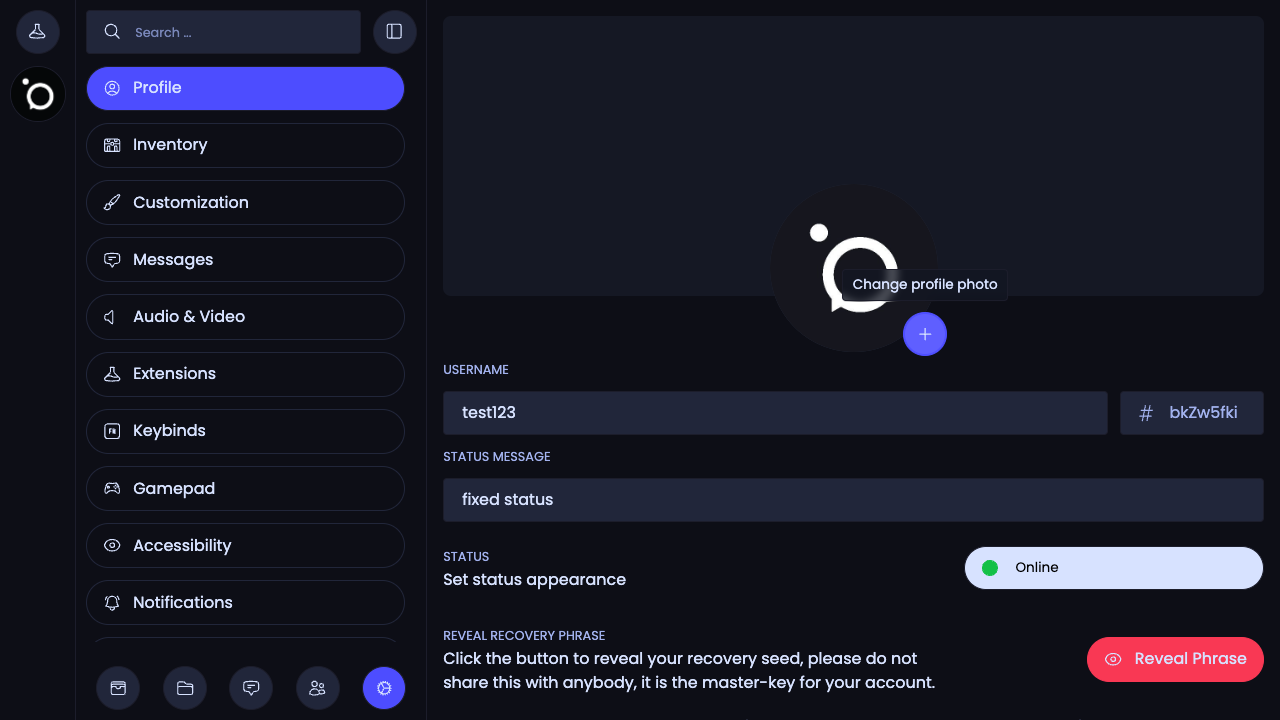 Search ...
Profile
Inventory
Customization
Messages
Audio & Video
Extensions
Keybinds
Gamepad
Accessibility
Notifications
Change profile photo
USERNAME
test123
# bkZw5fki
STATUS MESSAGE
fixed status
STATUS
Set status appearance
Online
REVEAL RECOVERY PHRASE
Click the button to reveal your recovery seed, please do not
share this with anybody, it is the master-key for your account.
Reveal Phrase